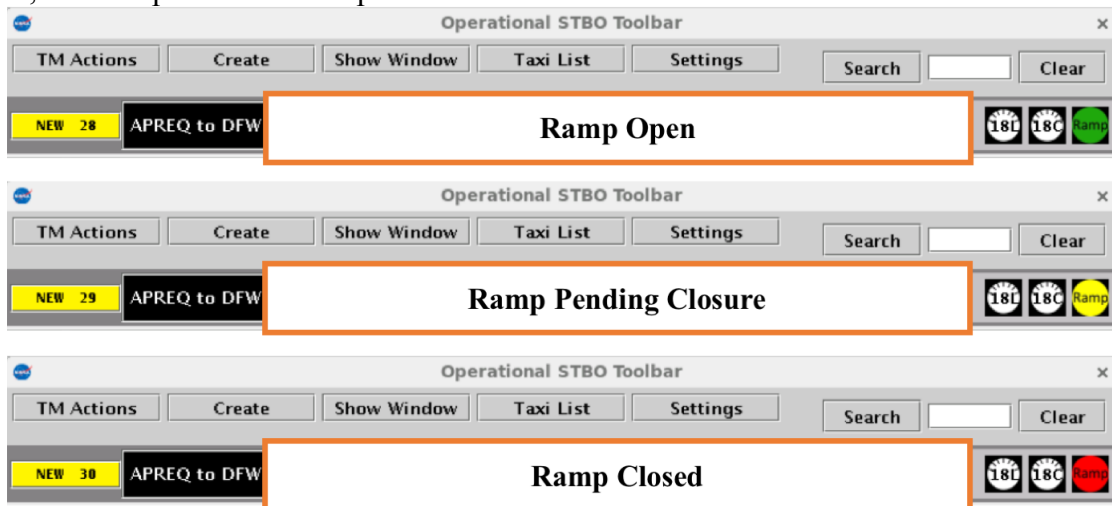 Operational STBO Toolbar ×
TM Actions Create Show Window Taxi List Settings Search Clear
NEW 28 APREQ to DFW Ramp Open 18L 18C Ramp
Operational STBO Toolbar ×
TM Actions Create Show Window Taxi List Settings Search Clear
NEW 29 APREQ to DFW Ramp Pending Closure 18L 18C Ramp
Operational STBO Toolbar ×
TM Actions Create Show Window Taxi List Settings Search Clear
NEW 30 APREQ to DFW Ramp Closed 18L 18C Ramp